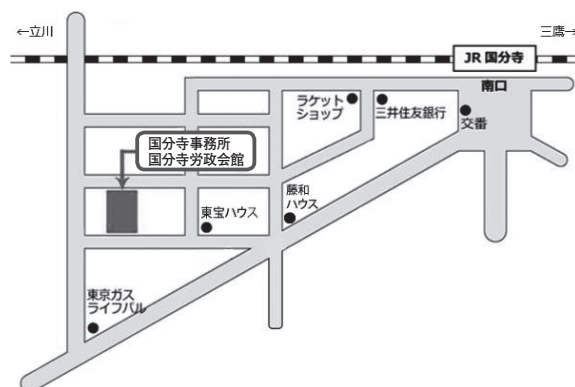 ←立川
三鷹→
JR 国分寺
南口
ラケット
ショップ
三井住友銀行
交番
国分寺事務所
国分寺労政会館
藤和
ハウス
東宝ハウス
東京ガス
ライフバル